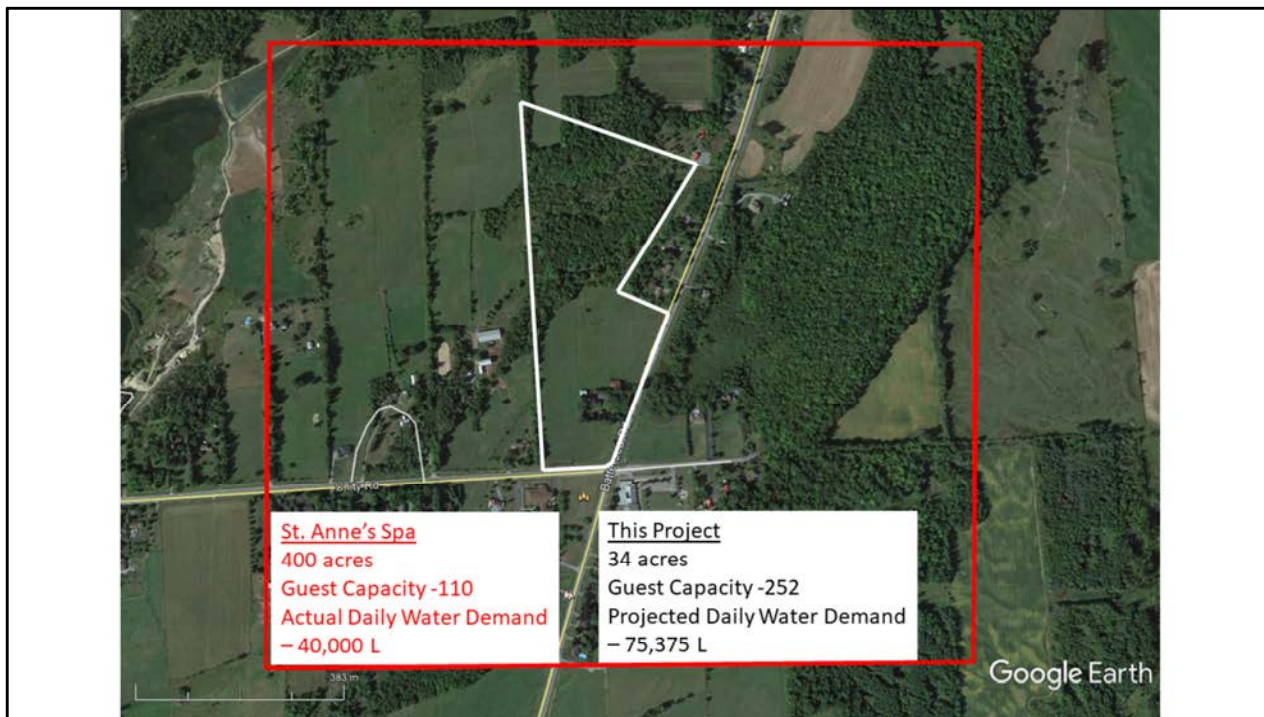 St. Anne's Spa
400 acres
Guest Capacity -110
Actual Daily Water Demand
– 40,000 L
This Project
34 acres
Guest Capacity -252
Projected Daily Water Demand
– 75,375 L
383 m
Google Earth